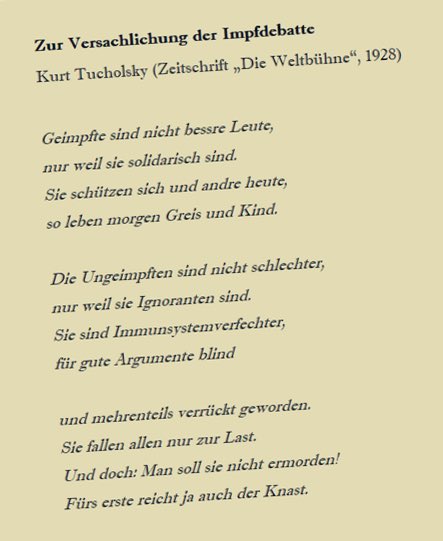 Zur Versachlichung der Impfdebatte
Kurt Tucholsky (Zeitschrift „Die Weltbühne“, 1928)
Geimpfte sind nicht bessre Leute,
nur weil sie solidarisch sind.
Sie schützen sich und andre heute,
so leben morgen Greis und Kind.
Die Ungeimpften sind nicht schlechter,
nur weil sie Ignoranten sind.
Sie sind Immunsystemverfechter,
für gute Argumente blind
und mehrenteils verrückt geworden.
Sie fallen allen nur zur Last.
Und doch: Man soll sie nicht ermorden!
Fürs erste reicht ja auch der Knast.